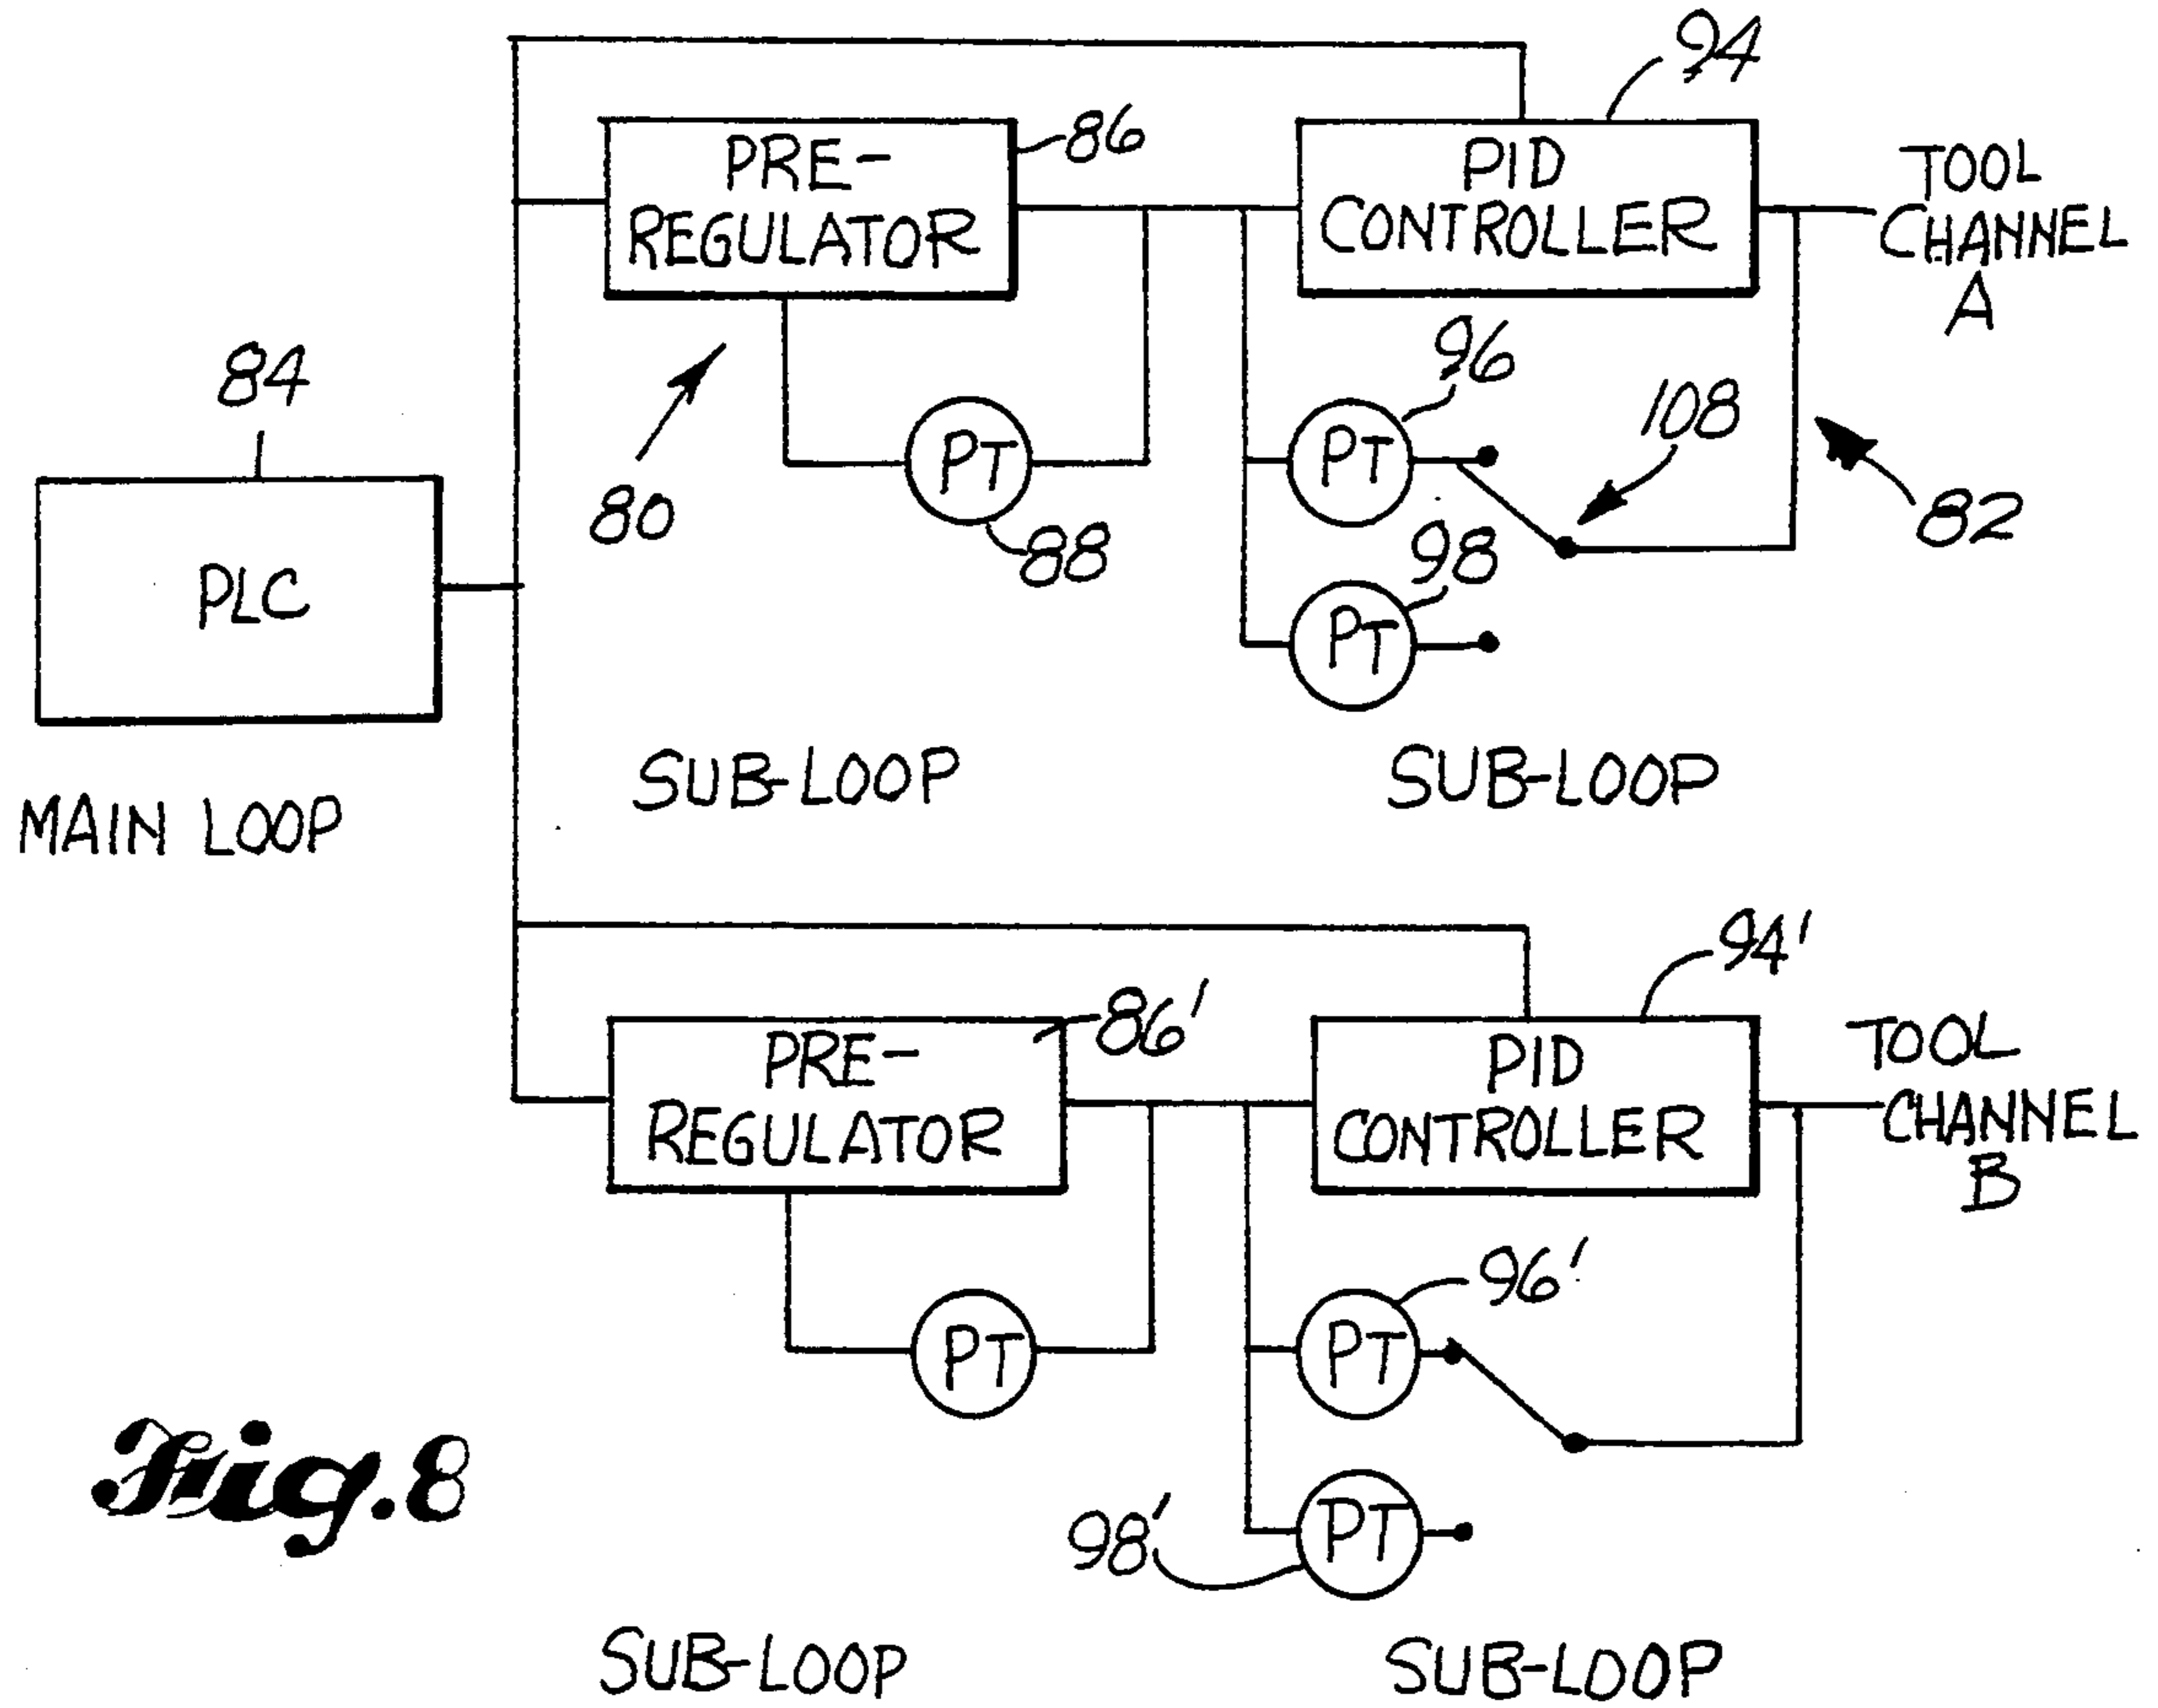 94
PRE-
REGULATOR
86
PID
CONTROLLER
TOOL
CHANNEL
A
84
80
PT
88
96
PT
108
82
98
PT
PLC
MAIN LOOP
SUB-LOOP
SUB-LOOP
94'
PRE-
REGULATOR
86'
PID
CONTROLLER
TOOL
CHANNEL
B
PT
96'
PT
98'
PT
Fig.8
SUB-LOOP
SUB-LOOP